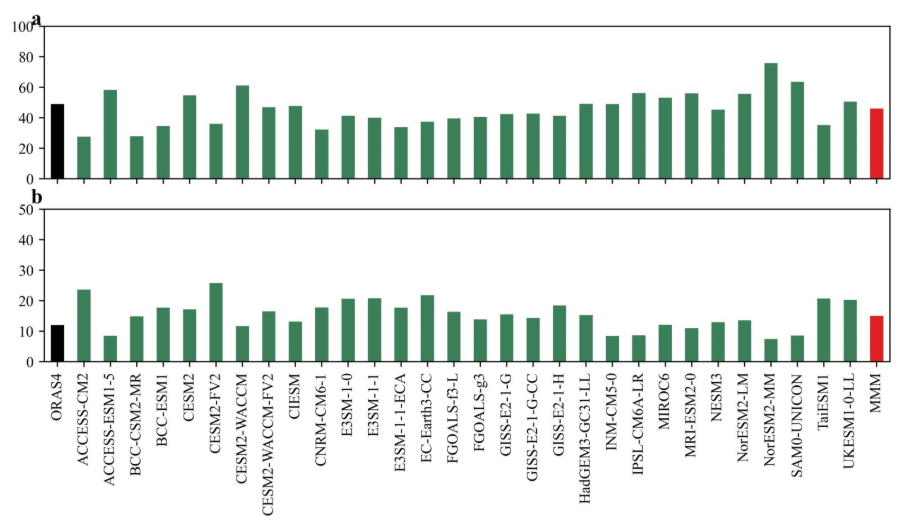 a
100
80
60
40
20
0
b
50
40
30
20
10
0
ORAS4
ACCESS-CM2
ACCESS-ESM1-5
BCC-CSM2-MR
BCC-ESM1
CESM2
CESM2-FV2
CESM2-WACCM
CESM2-WACCM-FV2
CIESM
CNRM-CM6-1
E3SM-1-0
E3SM-1-1
E3SM-1-1-ECA
EC-Earth3-CC
FGOALS-f3-L
FGOALS-g3
GISS-E2-1-G
GISS-E2-1-G-CC
GISS-E2-1-H
HadGEM3-GC31-LL
INM-CM5-0
IPSL-CM6A-LR
MIROC6
MRI-ESM2-0
NESM3
NorESM2-LM
NorESM2-MM
SAM0-UNICON
TaiESM1
UKESM1-0-LL
MMM